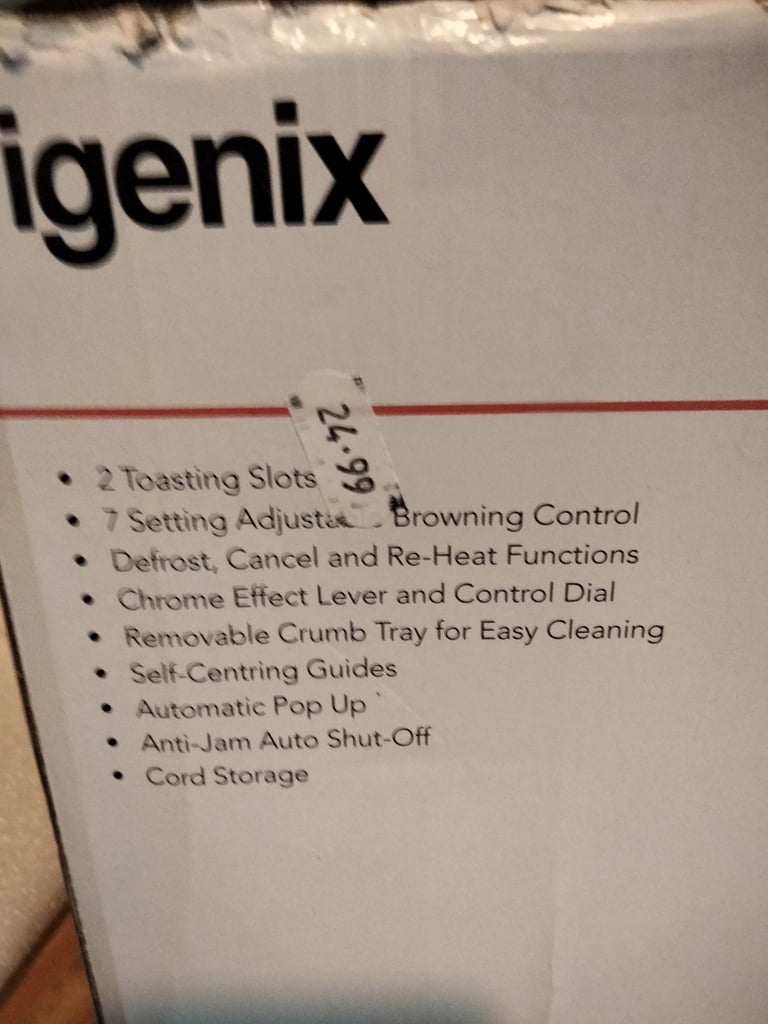 igenix
24.99
• 2 Toasting Slots
• 7 Setting Browning Control
• Defrost, Cancel and Re-Heat Functions
• Chrome Effect Lever and Control Dial
• Removable Crumb Tray for Easy Cleaning
• Self-Centring Guides
• Automatic Pop Up
• Anti-Jam Auto Shut-Off
• Cord Storage